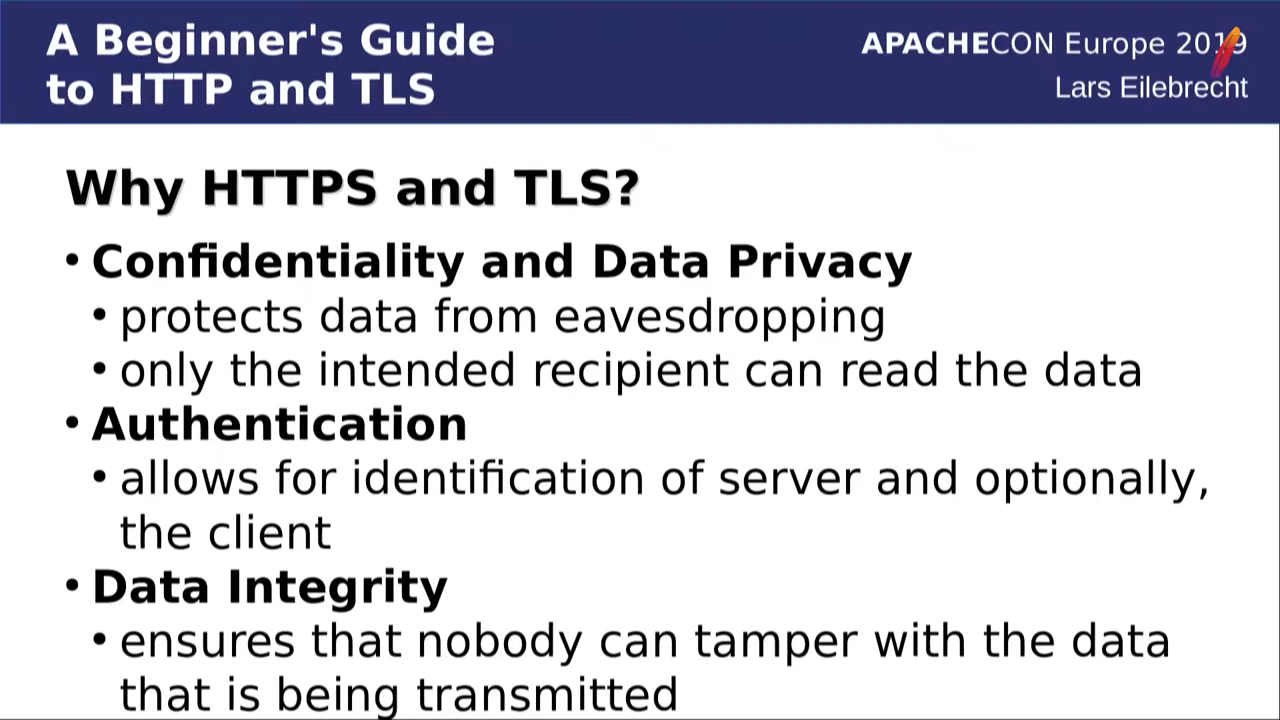 A Beginner's Guide
to HTTP and TLS
APACHECON Europe 2019
Lars Eilebrecht
Why HTTPS and TLS?
• Confidentiality and Data Privacy
• protects data from eavesdropping
• only the intended recipient can read the data
• Authentication
• allows for identification of server and optionally,
the client
• Data Integrity
• ensures that nobody can tamper with the data
that is being transmitted